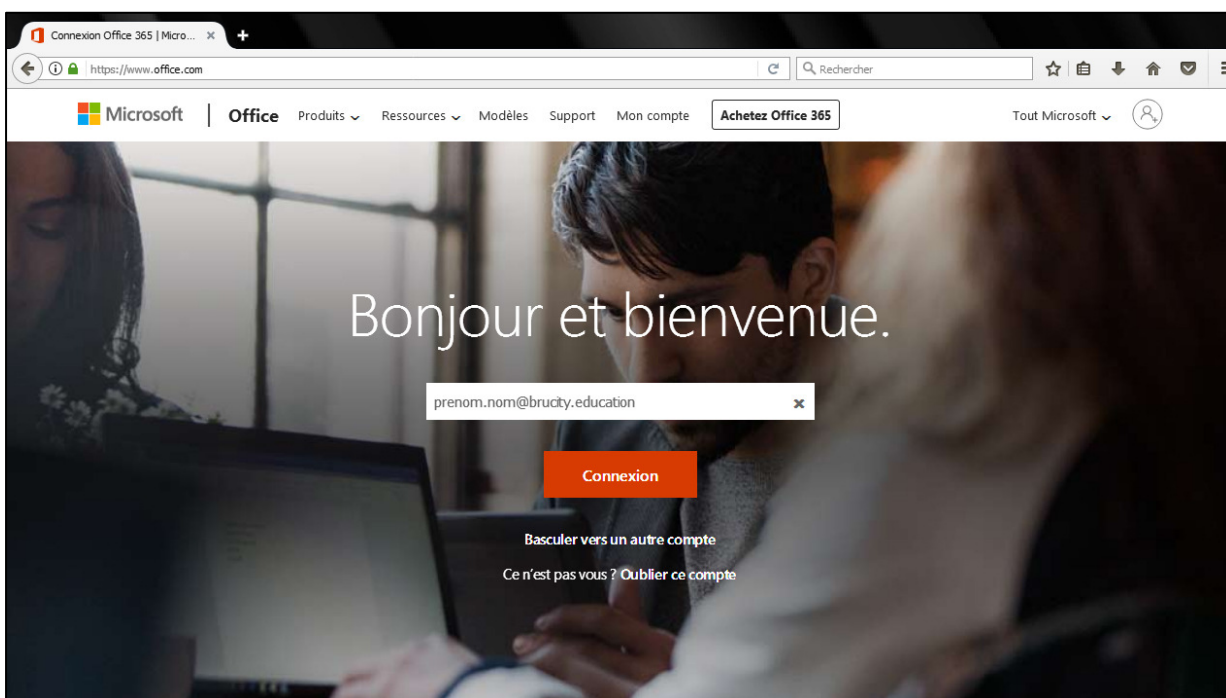 Connexion Office 365 | Micro...
https://www.office.com
Rechercher
Microsoft | Office Produits Ressources Modèles Support Mon compte Achetez Office 365 Tout Microsoft
Bonjour et bienvenue.
prenom.nom@brucity.education
Connexion
Basculer vers un autre compte
Ce n'est pas vous ? Oublier ce compte